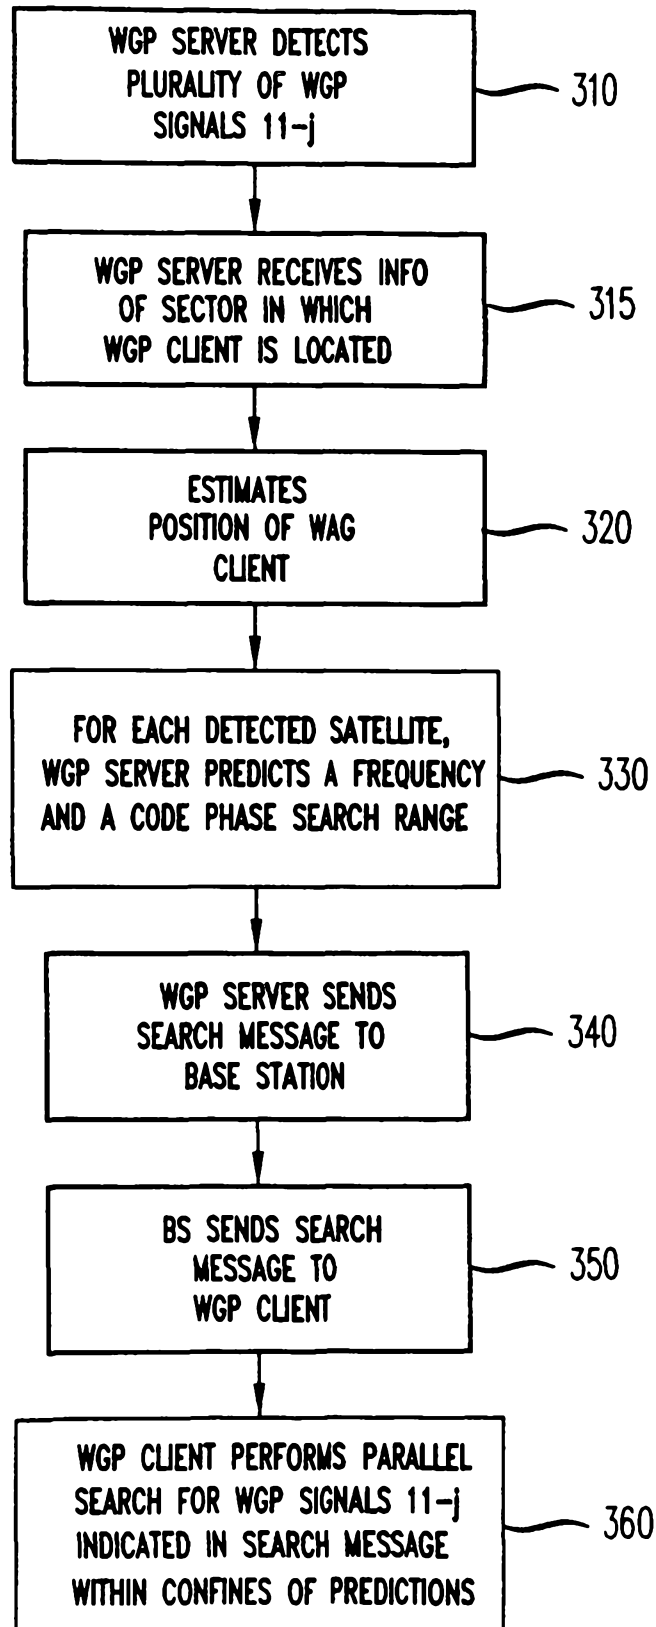 WGP SERVER DETECTS
PLURALITY OF WGP
SIGNALS 11-j
310
WGP SERVER RECEIVES INFO
OF SECTOR IN WHICH
WGP CLIENT IS LOCATED
315
ESTIMATES
POSITION OF WAG
CLIENT
320
FOR EACH DETECTED SATELLITE,
WGP SERVER PREDICTS A FREQUENCY
AND A CODE PHASE SEARCH RANGE
330
WGP SERVER SENDS
SEARCH MESSAGE TO
BASE STATION
340
BS SENDS SEARCH
MESSAGE TO
WGP CLIENT
350
WGP CLIENT PERFORMS PARALLEL
SEARCH FOR WGP SIGNALS 11-j
INDICATED IN SEARCH MESSAGE
WITHIN CONFINES OF PREDICTIONS
360